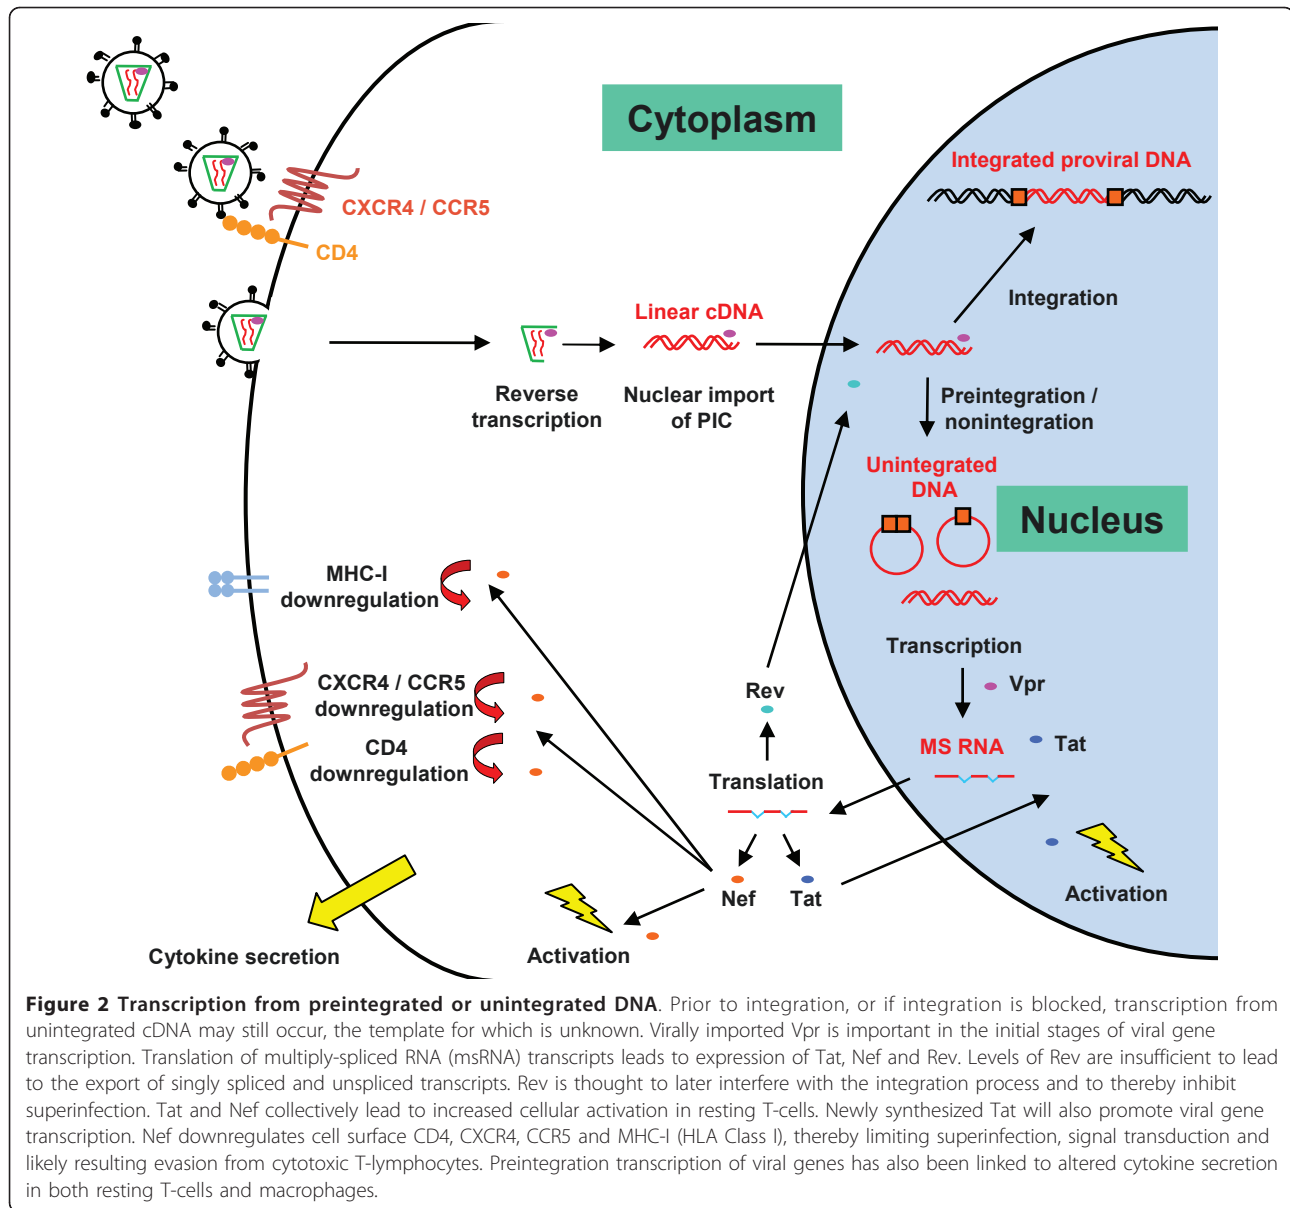 Cytoplasm
Integrated proviral DNA
CXCR4 / CCR5
CD4
Integration
Linear cDNA
Reverse
transcription
Nuclear import
of PIC
Preintegration /
nonintegration
Unintegrated
DNA
Nucleus
MHC-I
downregulation
Transcription
Vpr
CXCR4 / CCR5
downregulation
Rev
CD4
downregulation
MS RNA
Tat
Translation
Nef
Tat
Activation
Cytokine secretion
Activation
Figure 2 Transcription from preintegrated or unintegrated DNA. Prior to integration, or if integration is blocked, transcription from
unintegrated cDNA may still occur, the template for which is unknown. Virally imported Vpr is important in the initial stages of viral gene
transcription. Translation of multiply-spliced RNA (msRNA) transcripts leads to expression of Tat, Nef and Rev. Levels of Rev are insufficient to lead
to the export of singly spliced and unspliced transcripts. Rev is thought to later interfere with the integration process and to thereby inhibit
superinfection. Tat and Nef collectively lead to increased cellular activation in resting T-cells. Newly synthesized Tat will also promote viral gene
transcription. Nef downregulates cell surface CD4, CXCR4, CCR5 and MHC-I (HLA Class I), thereby limiting superinfection, signal transduction and
likely resulting evasion from cytotoxic T-lymphocytes. Preintegration transcription of viral genes has also been linked to altered cytokine secretion
in both resting T-cells and macrophages.